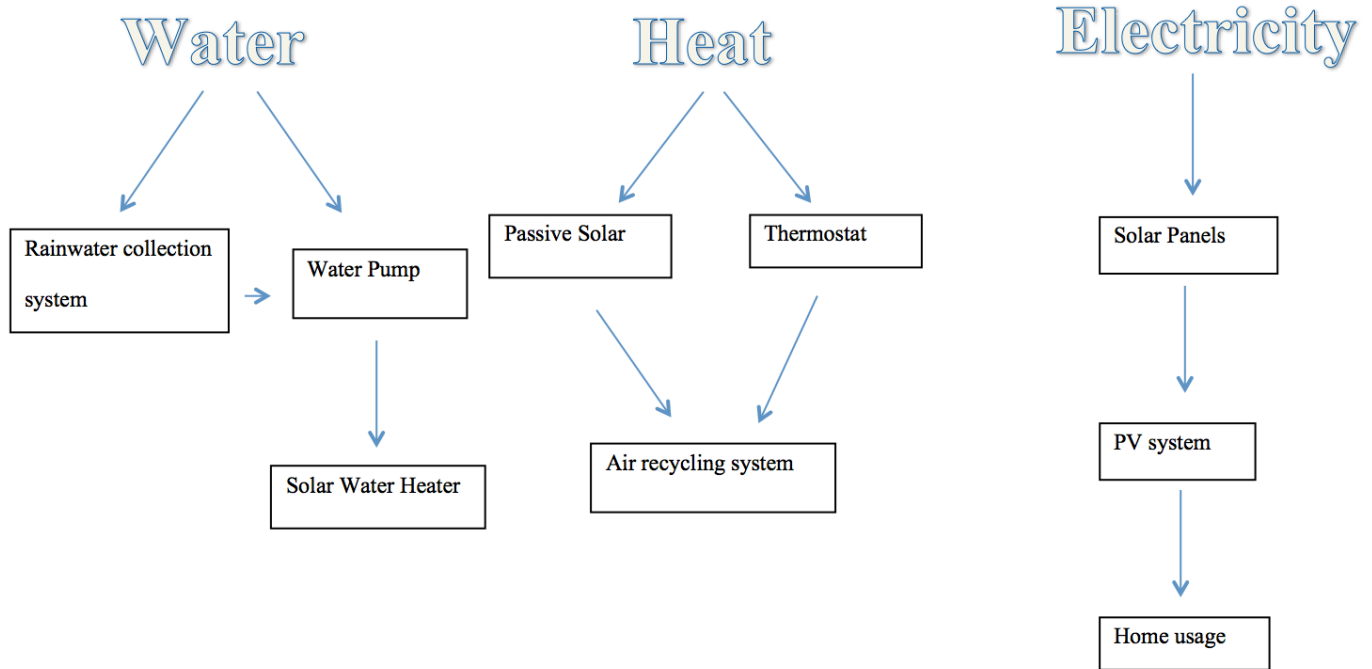 Water
Heat
Electricity
Rainwater collection
system
Water Pump
Solar Water Heater
Passive Solar
Thermostat
Air recycling system
Solar Panels
PV system
Home usage